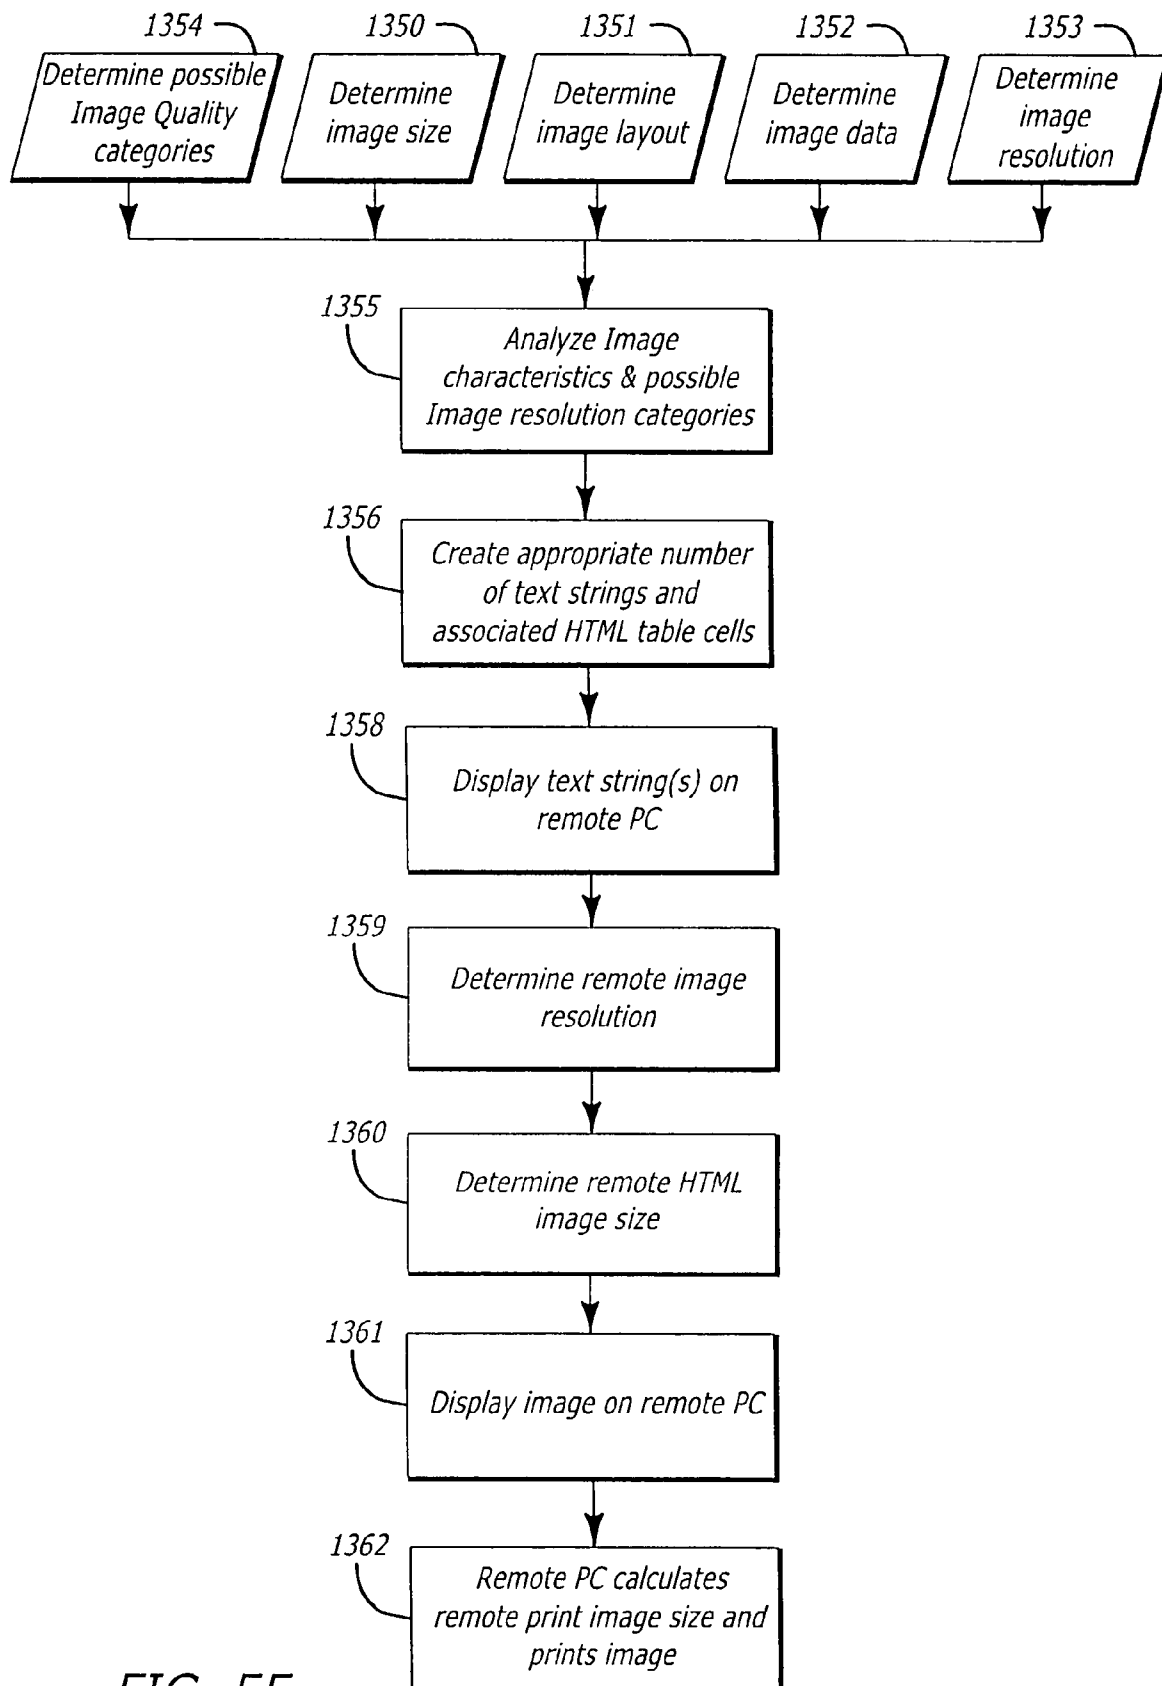 1354
1350
1351
1352
1353
Determine possible
Image Quality
categories
Determine
image size
Determine
image layout
Determine
image data
Determine
image
resolution
1355
Analyze Image
characteristics & possible
Image resolution categories
1356
Create appropriate number
of text strings and
associated HTML table cells
1358
Display text string(s) on
remote PC
1359
Determine remote image
resolution
1360
Determine remote HTML
image size
1361
Display image on remote PC
1362
Remote PC calculates
remote print image size and
prints image